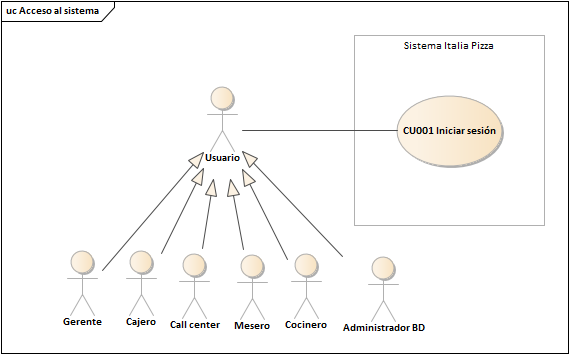 uc Acceso al sistema
Sistema Italia Pizza
CU001 Iniciar sesión
Usuario
Gerente
Cajero
Call center
Mesero
Cocinero
Administrador BD